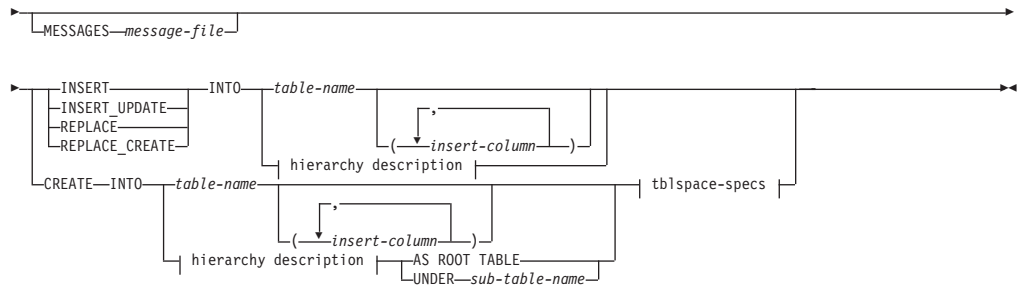 MESSAGES message-file
INSERT INTO table-name
INSERT_UPDATE ,
REPLACE
REPLACE_CREATE ( insert-column )
hierarchy description
CREATE INTO table-name tblspace-specs
,
( insert-column )
hierarchy description AS ROOT TABLE
UNDER sub-table-name